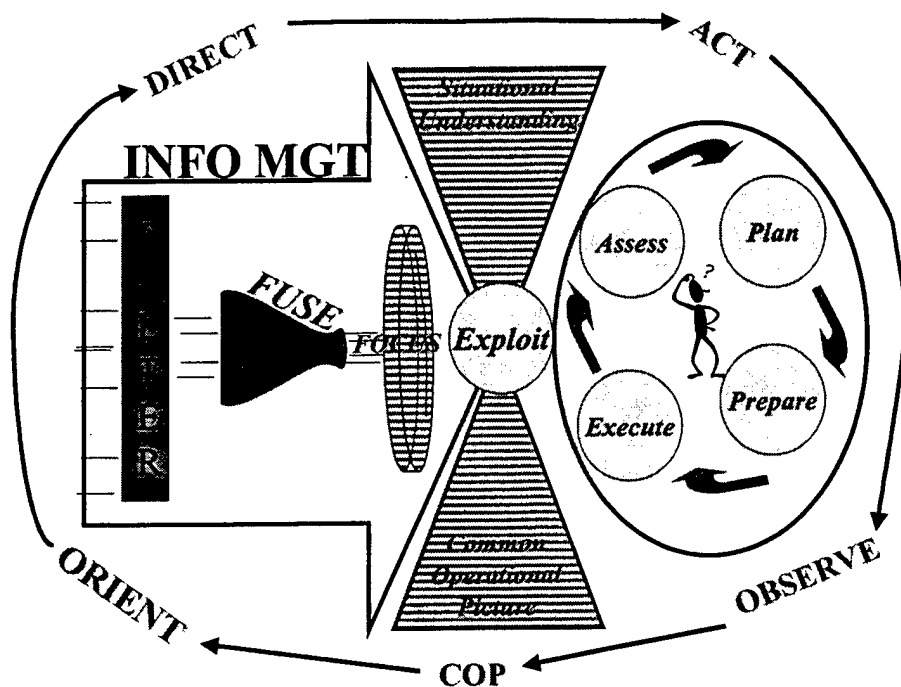 DIRECT
ACT
INFO MGT
Situational
Understanding
FUSE
FOCUS
Exploit
Assess
Plan
?
Execute
Prepare
Common
Operational
Picture
ORIENT
OBSERVE
COP